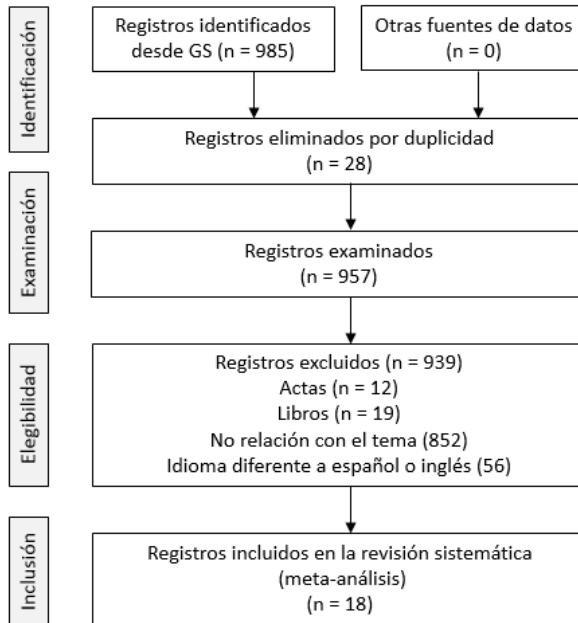 Identificación
Registros identificados
desde GS (n = 985)
Otras fuentes de datos
(n = 0)
Registros eliminados por duplicidad
(n = 28)
Examinación
Registros examinados
(n = 957)
Elegibilidad
Registros excluidos (n = 939)
Actas (n = 12)
Libros (n = 19)
No relación con el tema (852)
Idioma diferente a español o inglés (56)
Inclusión
Registros incluidos en la revisión sistemática
(meta-análisis)
(n = 18)